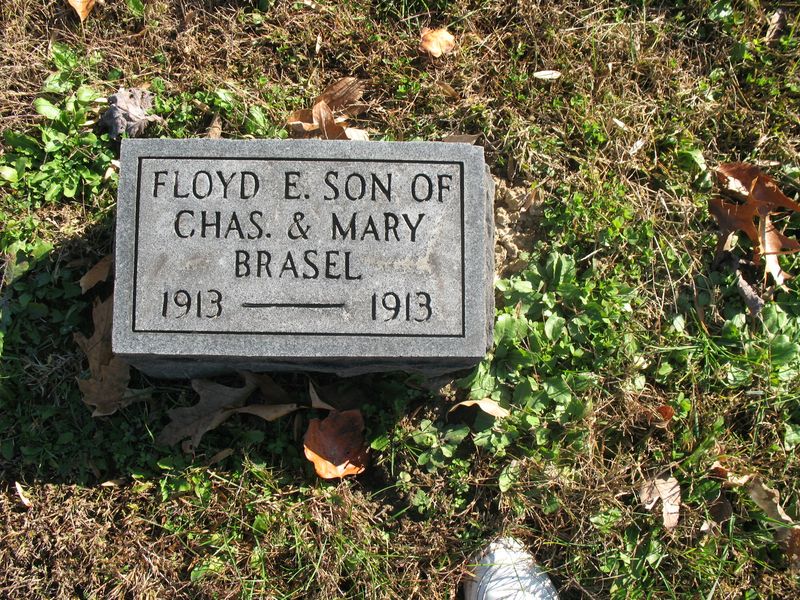 FLOYD E. SON OF
CHAS. & MARY
BRASEL
1913 — 1913